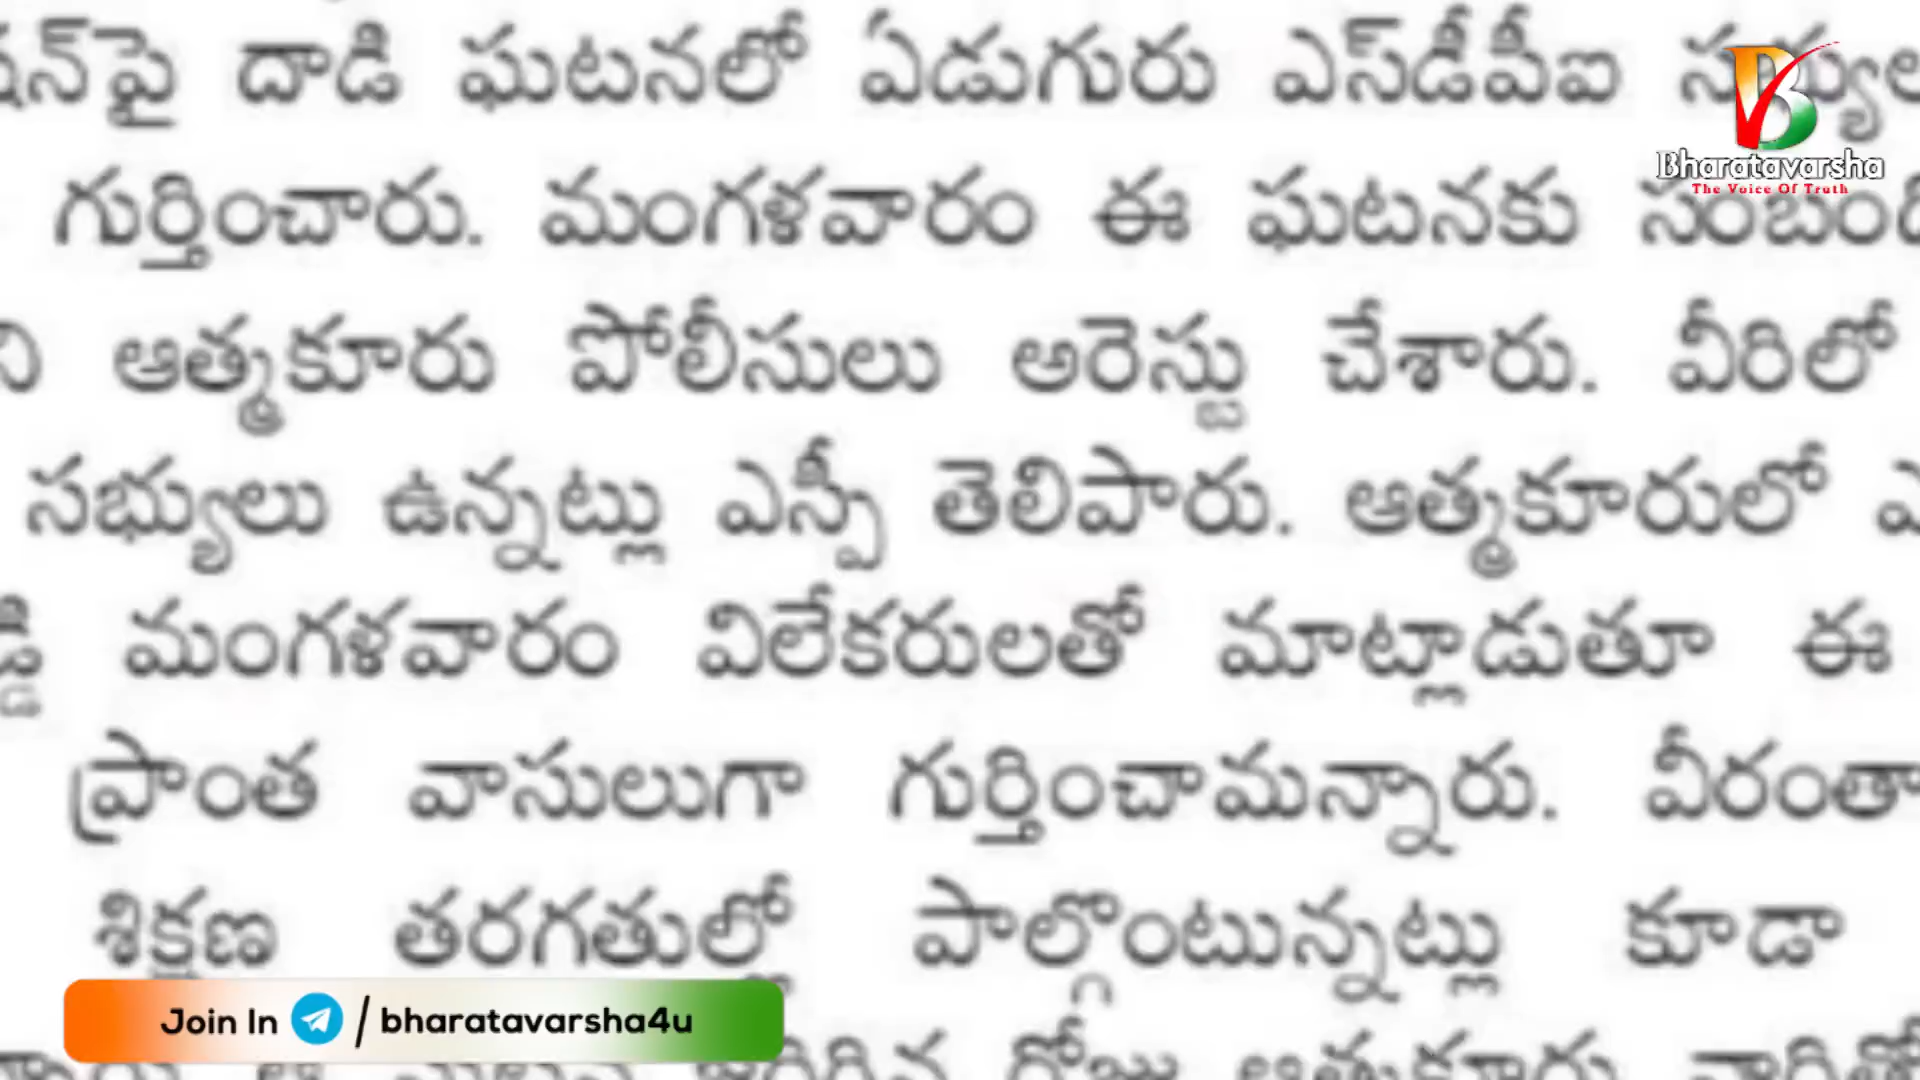 దాడి ఘటనలో ఏడుగురు ఎస్‌డీపీఐ
గుర్తించారు. మంగళవారం ఈ ఘటనకు
ఆత్మకూరు పోలీసులు అరెస్టు చేశారు. వీరిలో
సభ్యులు ఉన్నట్లు ఎస్పీ తెలిపారు. ఆత్మకూరులో
మంగళవారం విలేకరులతో మాట్లాడుతూ ఈ
ప్రాంత వాసులుగా గుర్తించామన్నారు. వీరంతా
శిక్షణ తరగతుల్లో పాల్గొంటున్నట్లు కూడా
Bharatavarsha
The Voice Of Truth
Join In / bharatavarsha4u